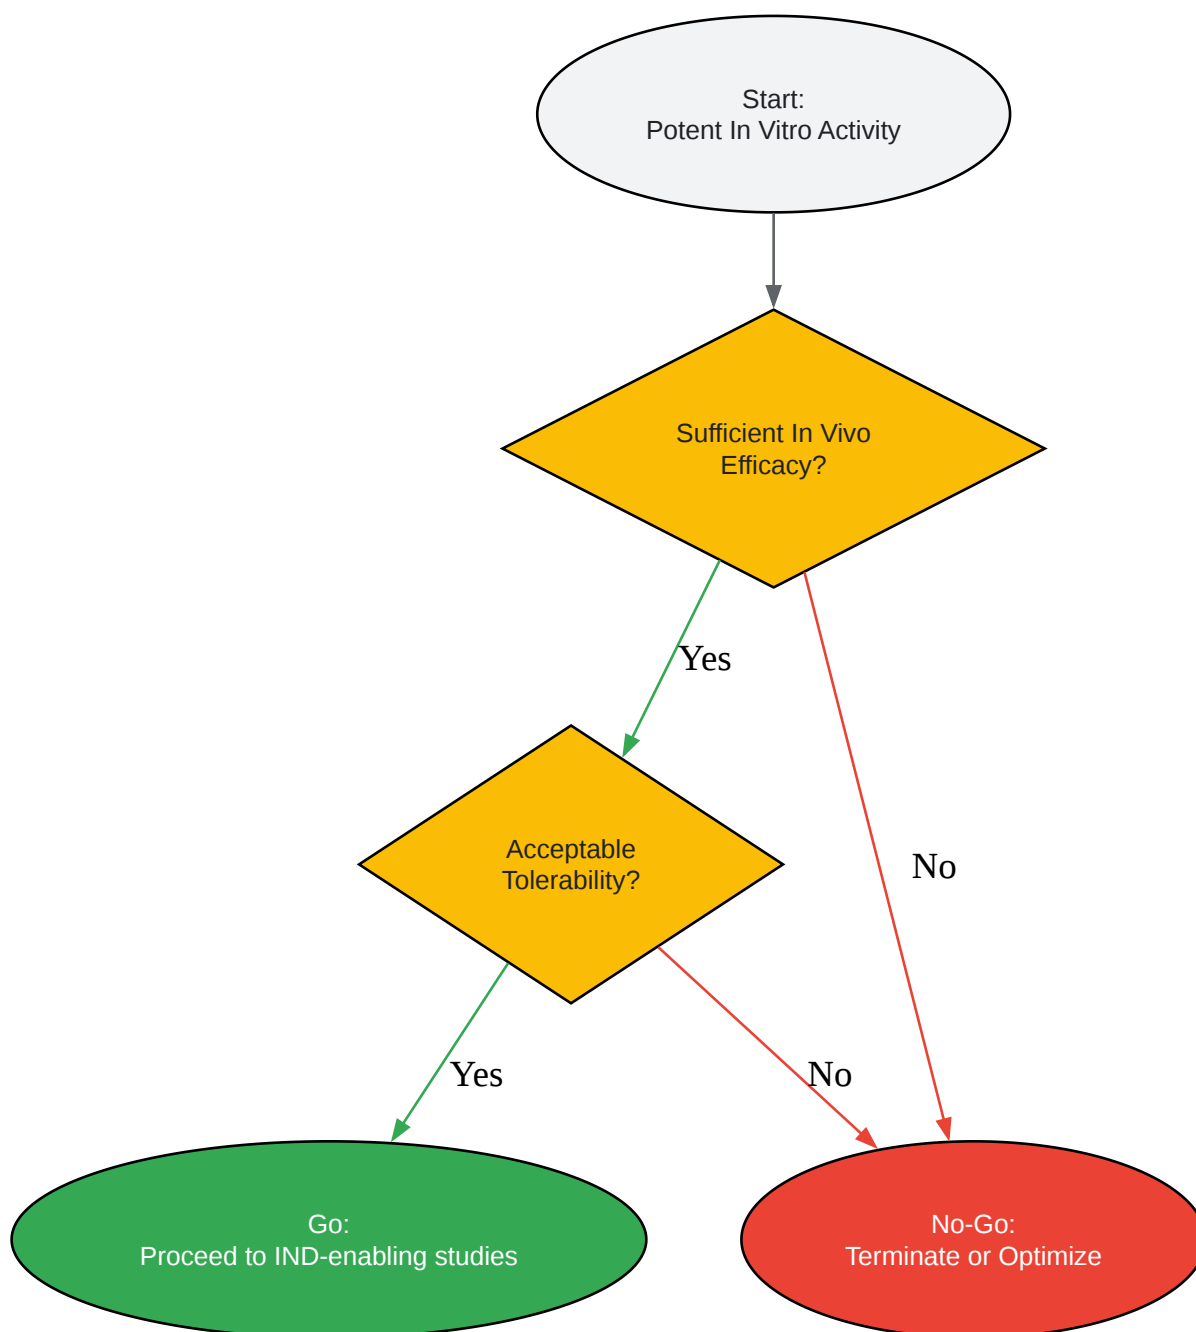 Start:
Potent In Vitro Activity
Sufficient In Vivo
Efficacy?
Yes
Acceptable
Tolerability?
No
Yes
No
Go:
Proceed to IND-enabling studies
No-Go:
Terminate or Optimize